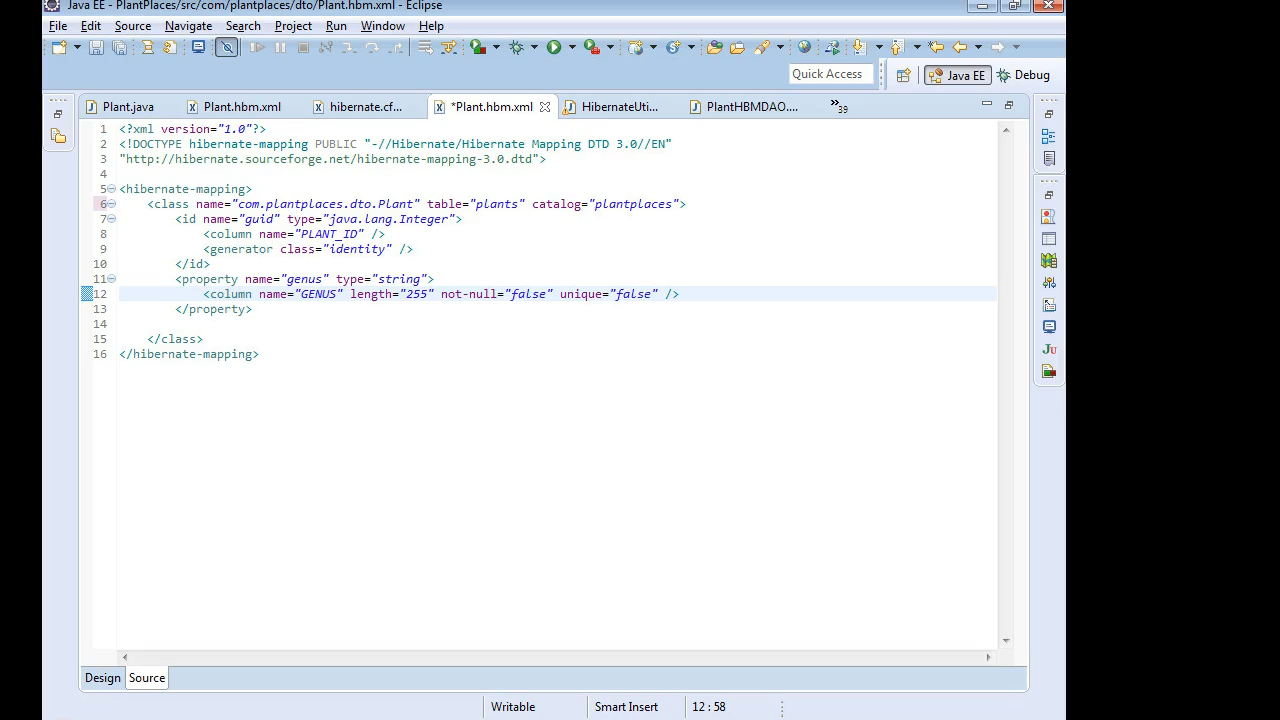 Java EE - PlantPlaces/src/com/plantplaces/dto/Plant.hbm.xml - Eclipse
File Edit Source Navigate Search Project Run Window Help
Quick Access Java EE Debug
Plant.java Plant.hbm.xml hibernate.cf... *Plant.hbm.xml HibernateUti... PlantHBMDAO.... »39
1 <?xml version="1.0"?>
2 <!DOCTYPE hibernate-mapping PUBLIC "-//Hibernate/Hibernate Mapping DTD 3.0//EN"
3 "http://hibernate.sourceforge.net/hibernate-mapping-3.0.dtd">
4
5 <hibernate-mapping>
6 <class name="com.plantplaces.dto.Plant" table="plants" catalog="plantplaces">
7 <id name="guid" type="java.lang.Integer">
8 <column name="PLANT_ID" />
9 <generator class="identity" />
10 </id>
11 <property name="genus" type="string">
12 <column name="GENUS" length="255" not-null="false" unique="false" />
13 </property>
14
15 </class>
16 </hibernate-mapping>
Design Source
Writable Smart Insert 12 : 58